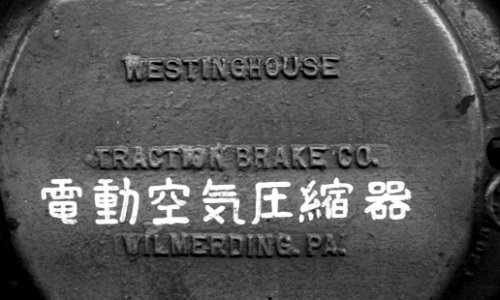 WESTINGHOUSE
TRACTION BRAKE CO.
電動空気圧縮器
WILMERDING. PA.